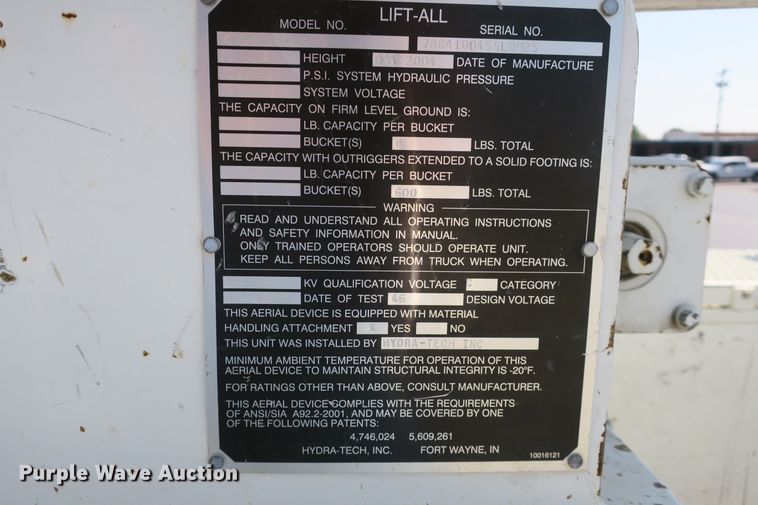 LIFT-ALL
MODEL NO. SERIAL NO.
7884190455LOM25
HEIGHT 2004 DATE OF MANUFACTURE
P.S.I. SYSTEM HYDRAULIC PRESSURE
SYSTEM VOLTAGE
THE CAPACITY ON FIRM LEVEL GROUND IS:
LB. CAPACITY PER BUCKET
BUCKET(S) 0 LBS. TOTAL
THE CAPACITY WITH OUTRIGGERS EXTENDED TO A SOLID FOOTING IS:
LB. CAPACITY PER BUCKET
BUCKET(S) 600 LBS. TOTAL
WARNING
READ AND UNDERSTAND ALL OPERATING INSTRUCTIONS
AND SAFETY INFORMATION IN MANUAL.
ONLY TRAINED OPERATORS SHOULD OPERATE UNIT.
KEEP ALL PERSONS AWAY FROM TRUCK WHEN OPERATING.
KV QUALIFICATION VOLTAGE CATEGORY
DATE OF TEST 46 DESIGN VOLTAGE
THIS AERIAL DEVICE IS EQUIPPED WITH MATERIAL
HANDLING ATTACHMENT X YES NO
THIS UNIT WAS INSTALLED BY HYDRA-TECH INC
MINIMUM AMBIENT TEMPERATURE FOR OPERATION OF THIS
AERIAL DEVICE TO MAINTAIN STRUCTURAL INTEGRITY IS -20°F.
FOR RATINGS OTHER THAN ABOVE, CONSULT MANUFACTURER.
THIS AERIAL DEVICE COMPLIES WITH THE REQUIREMENTS
OF ANSI/SIA A92.2-2001, AND MAY BE COVERED BY ONE
OF THE FOLLOWING PATENTS:
4,746,024 5,609,261
HYDRA-TECH, INC. FORT WAYNE, IN
10016121
Purple Wave Auction